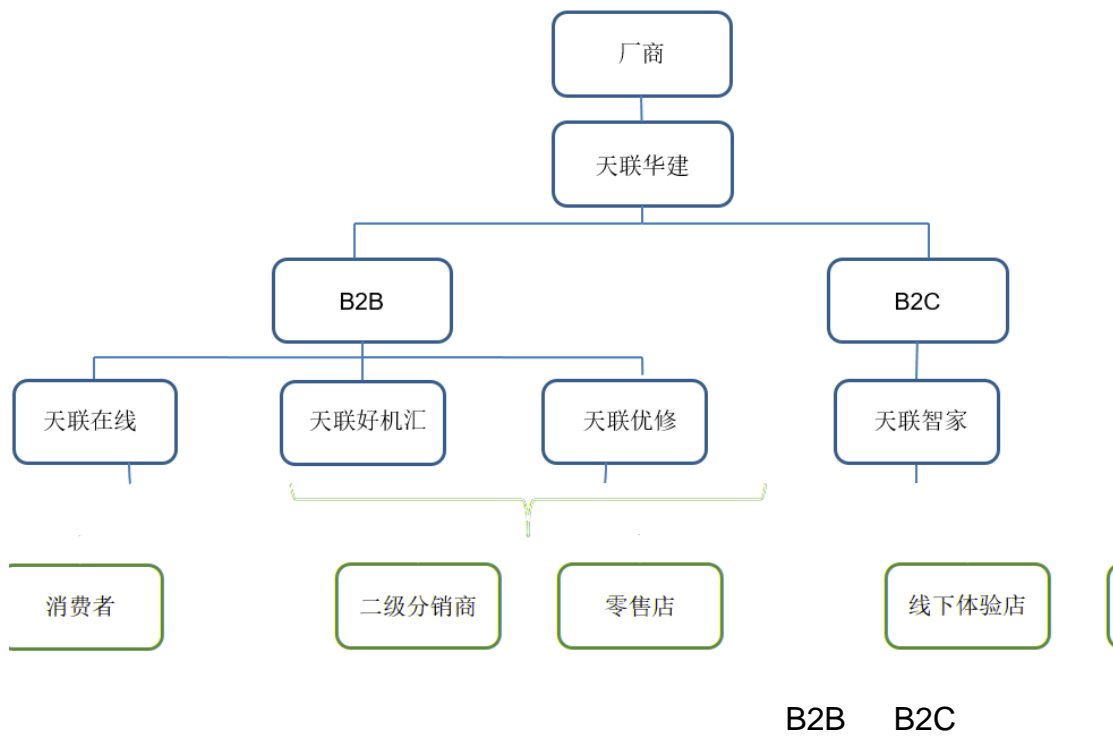 厂商
天联华建
B2B
B2C
天联在线
天联好机汇
天联优修
天联智家
消费者
二级分销商
零售店
线下体验店
B2B B2C